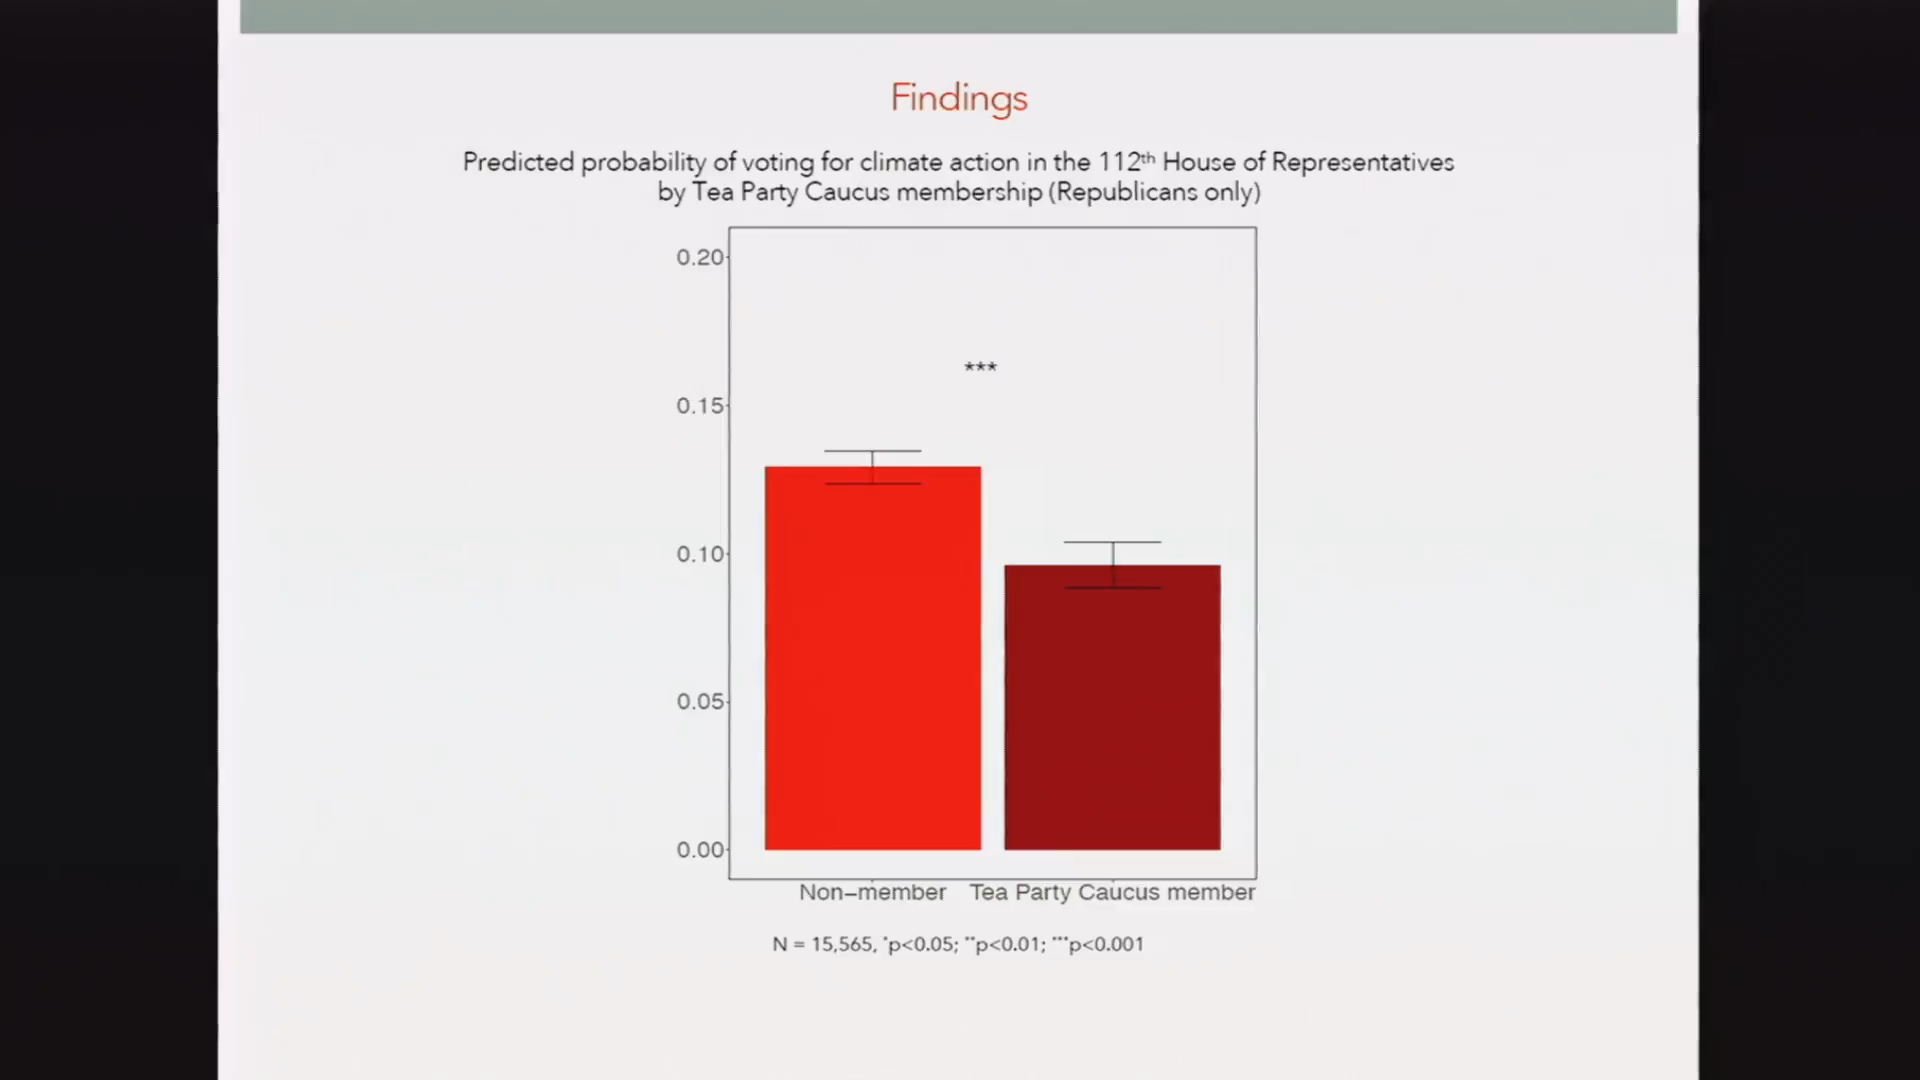 Findings
Predicted probability of voting for climate action in the 112th House of Representatives
by Tea Party Caucus membership (Republicans only)
0.20
***
0.15
0.10
0.05
0.00
Non−member Tea Party Caucus member
N = 15,565, *p<0.05; **p<0.01; ***p<0.001